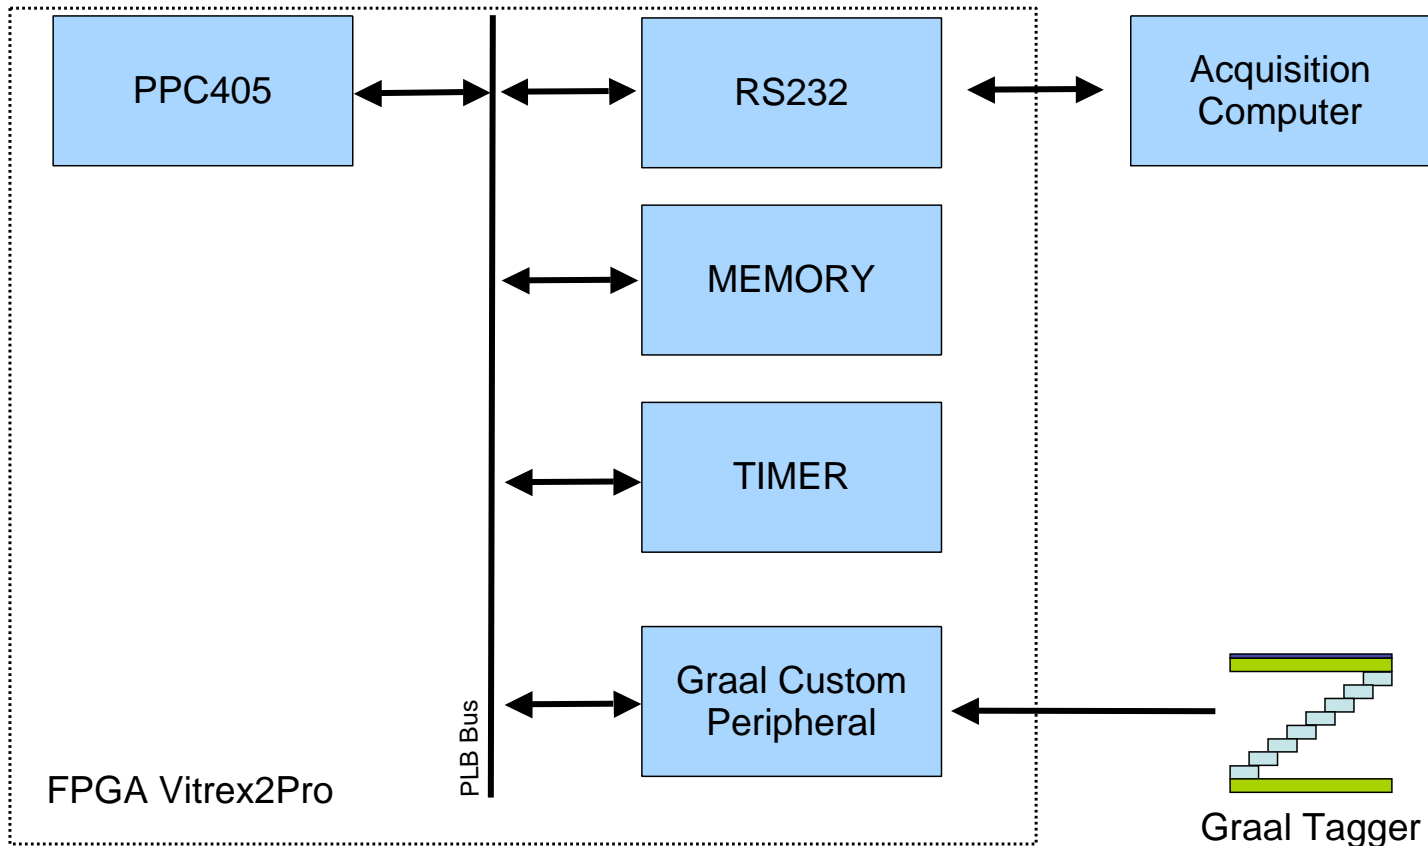 PPC405
RS232
Acquisition
Computer
MEMORY
TIMER
Graal Custom
Peripheral
PLB Bus
FPGA Vitrex2Pro
Graal Tagger